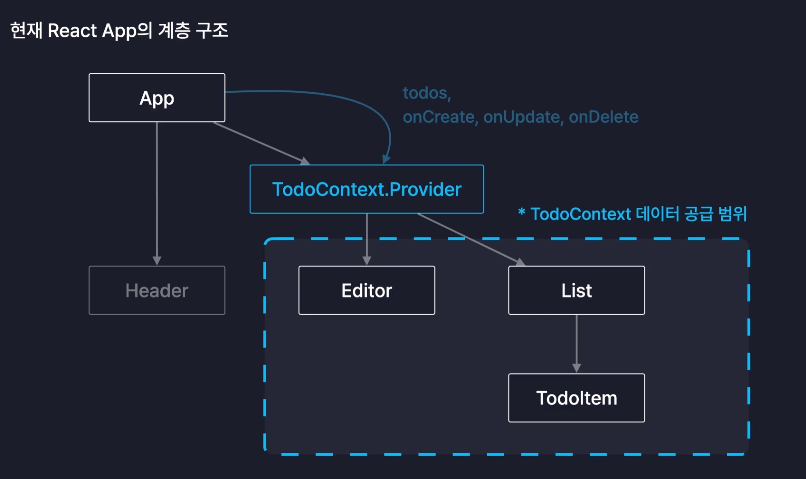 현재 React App의 계층 구조
App
todos,
onCreate, onUpdate, onDelete
TodoContext.Provider
* TodoContext 데이터 공급 범위
Header
Editor
List
TodoItem